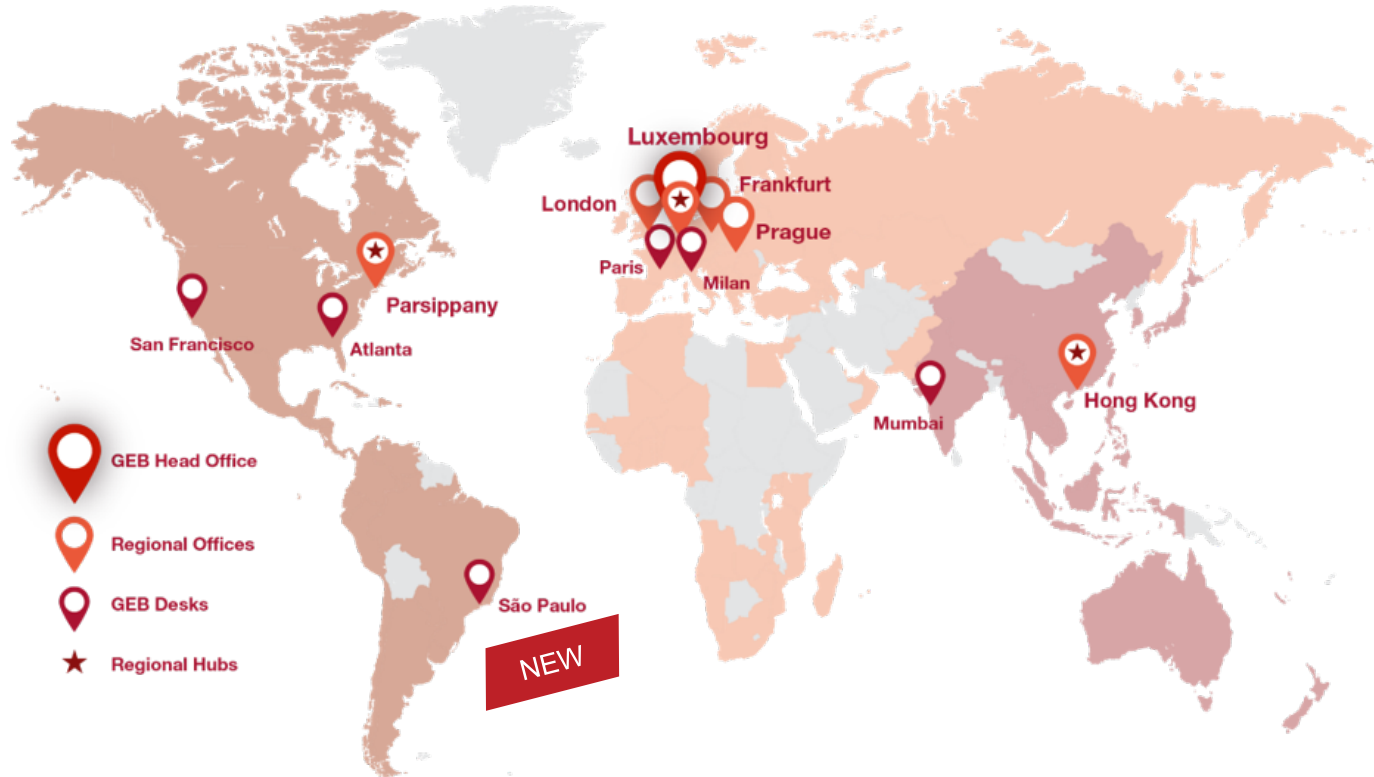 Luxembourg
Frankfurt
London
Prague
Paris
Milan
Parsippany
San Francisco
Atlanta
Hong Kong
Mumbai
GEB Head Office
Regional Offices
GEB Desks
São Paulo
Regional Hubs
NEW